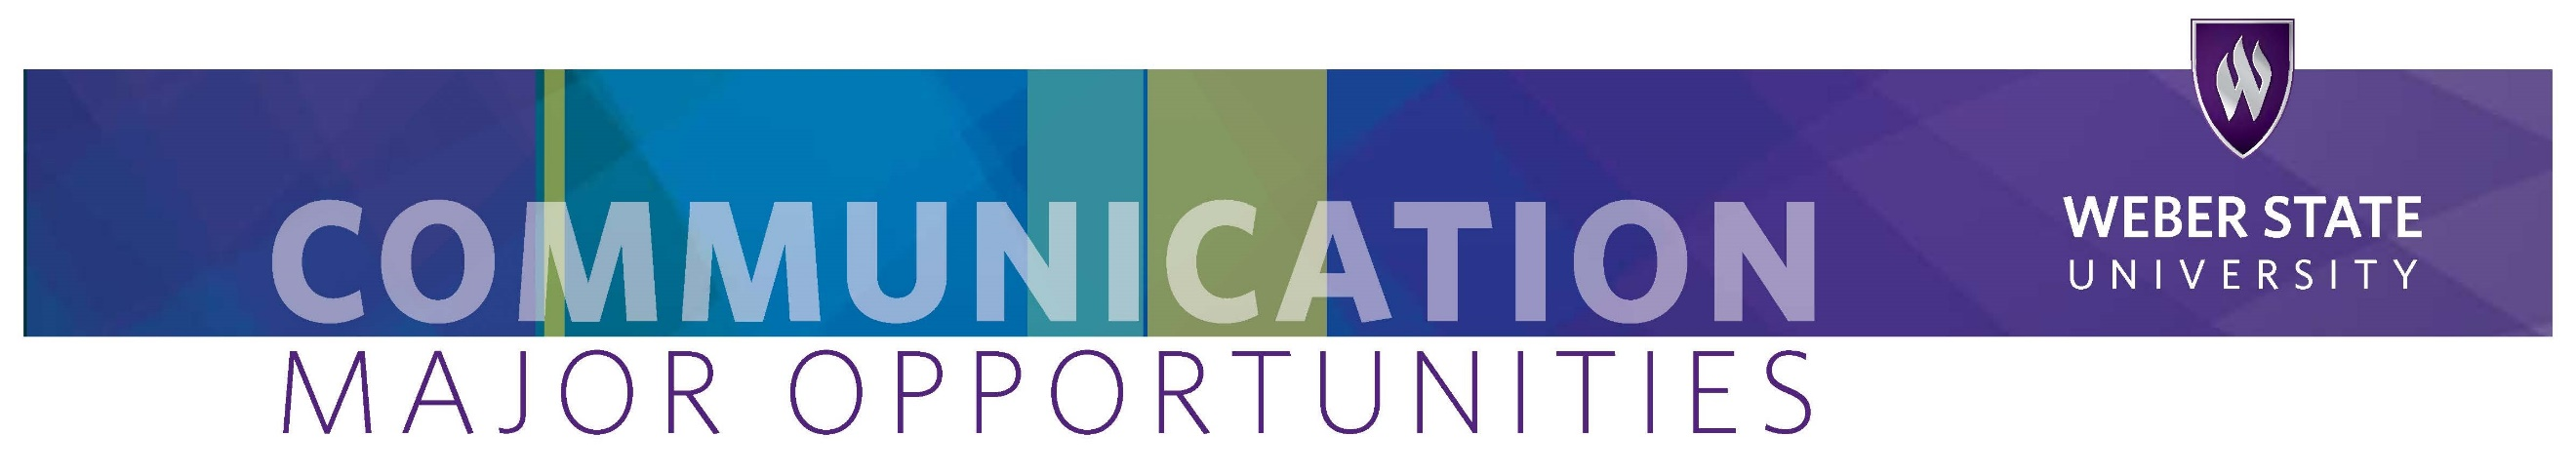 COMMUNICATION
MAJOR OPPORTUNITIES
W
WEBER STATE
UNIVERSITY